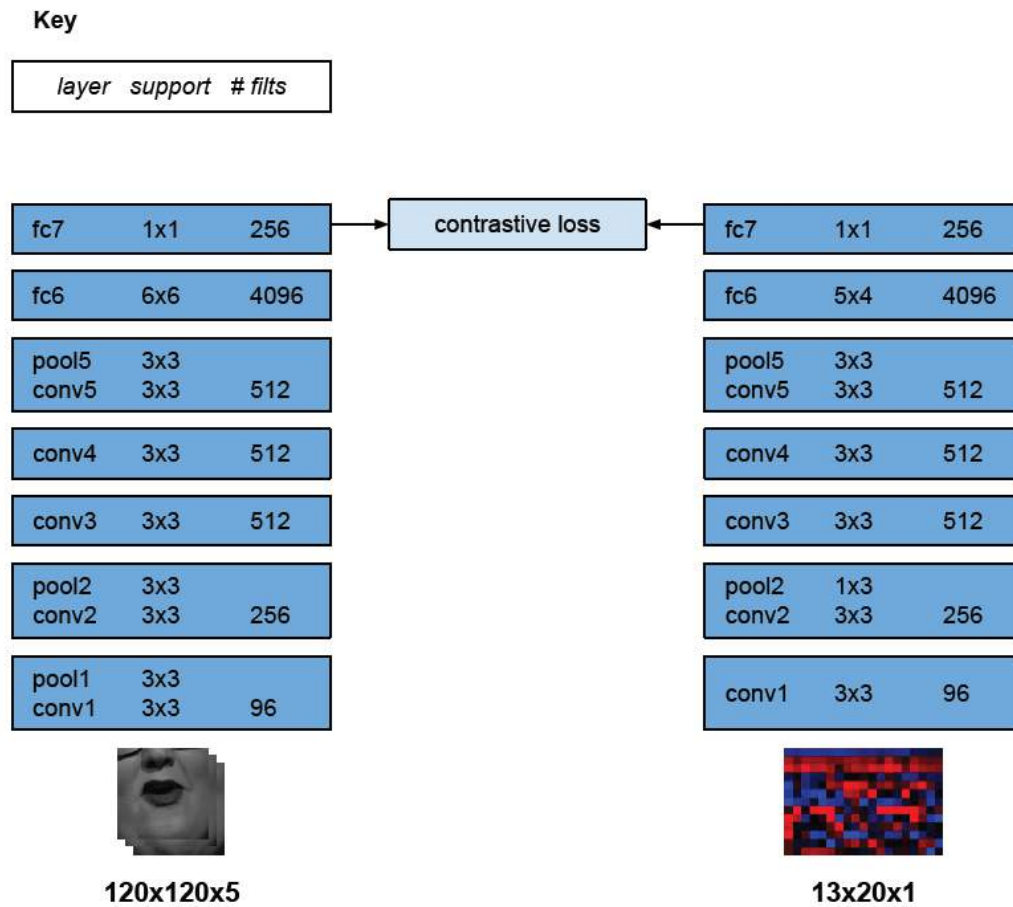 Key
layer support # filts
fc7 1x1 256
contrastive loss
fc7 1x1 256
fc6 6x6 4096
fc6 5x4 4096
pool5 3x3
conv5 3x3 512
pool5 3x3
conv5 3x3 512
conv4 3x3 512
conv4 3x3 512
conv3 3x3 512
conv3 3x3 512
pool2 3x3
conv2 3x3 256
pool2 1x3
conv2 3x3 256
pool1 3x3
conv1 3x3 96
conv1 3x3 96
120x120x5
13x20x1